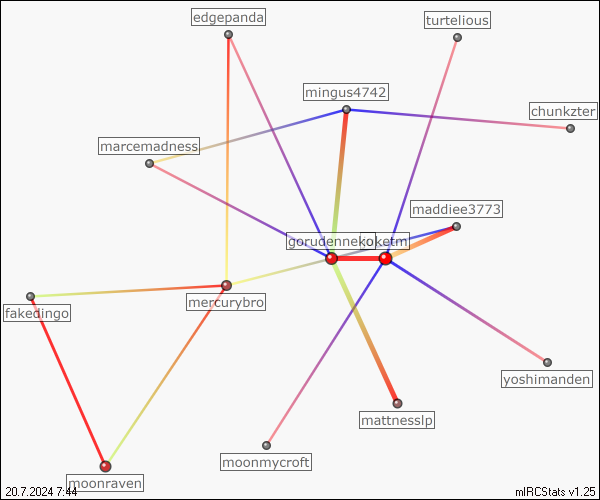 edgepanda
turtelious
mingus4742
chunkzter
marcemadness
maddiee3773
gorudenneko
mercurybro
fakedingo
yoshimanden
mattnesslp
moonmycroft
moonraven
20.7.2024 7:44
mIRCStats v1.25